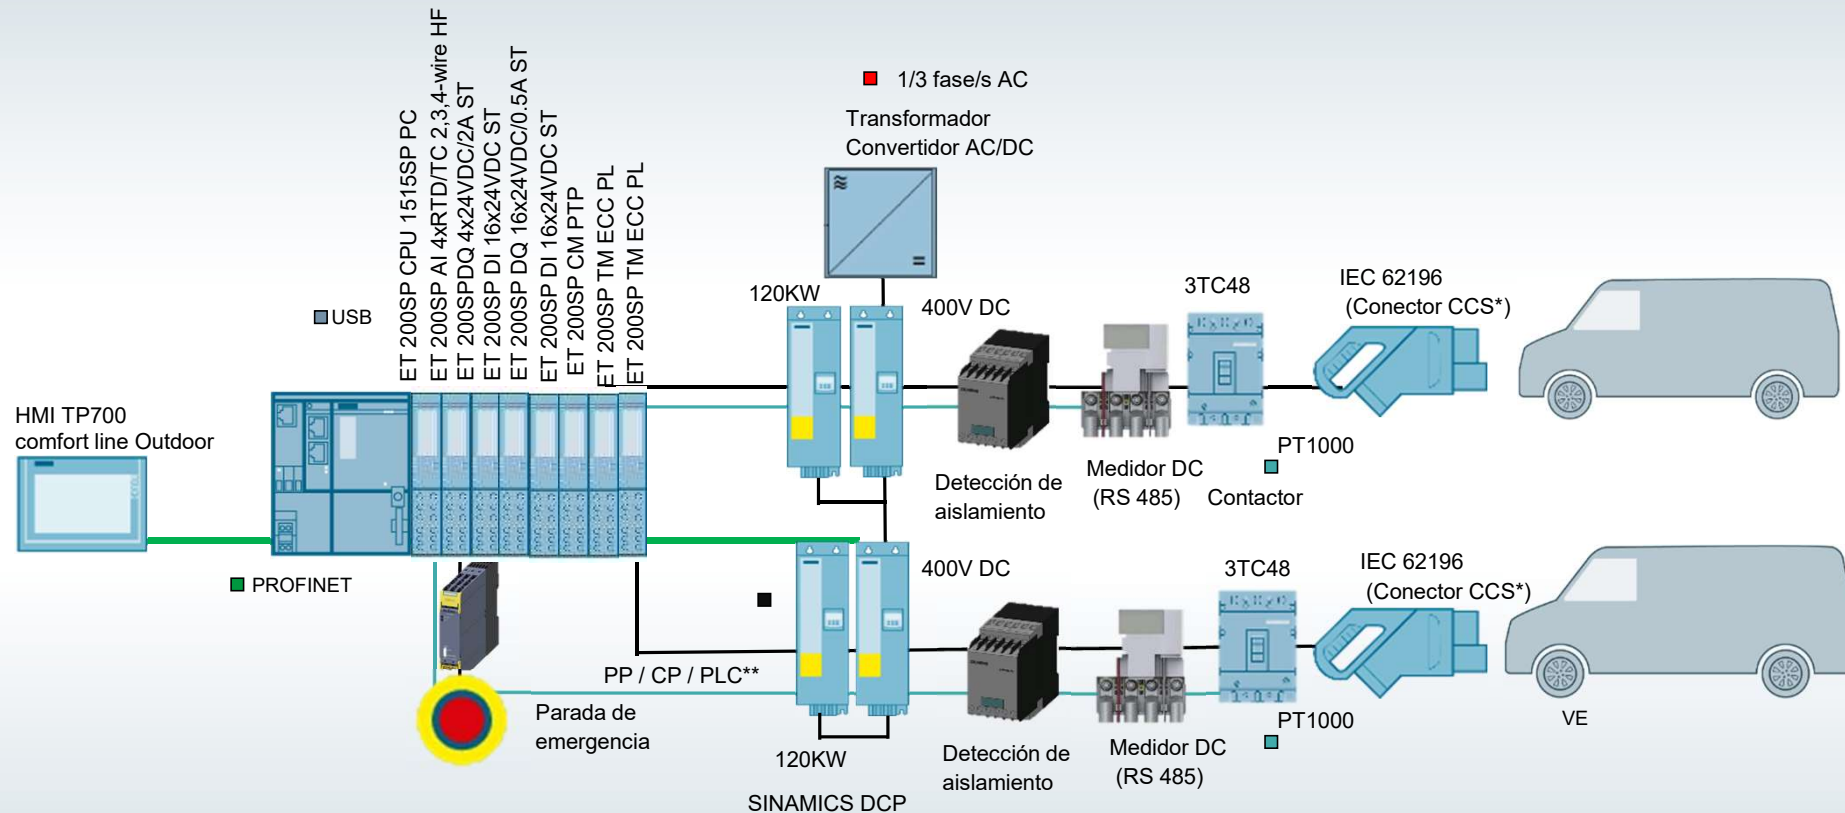 1/3 fase/s AC
Transformador
Convertidor AC/DC
ET 200SP CPU 1515SP PC
ET 200SP AI 4xRTD/TC 2,3,4-wire HF
ET 200SPDQ 4x24VDC/2A ST
ET 200SP DI 16x24VDC ST
ET 200SP DQ 16x24VDC/0.5A ST
ET 200SP DI 16x24VDC ST
ET 200SP CM PTP
ET 200SP TM ECC PL
ET 200SP TM ECC PL
USB
HMI TP700
comfort line Outdoor
PROFINET
120KW
400V DC
3TC48
IEC 62196
(Conector CCS*)
Detección de
aislamiento
Medidor DC
(RS 485)
PT1000
Contactor
400V DC
3TC48
IEC 62196
(Conector CCS*)
PP / CP / PLC**
Parada de
emergencia
120KW
SINAMICS DCP
Detección de
aislamiento
Medidor DC
(RS 485)
PT1000
VE